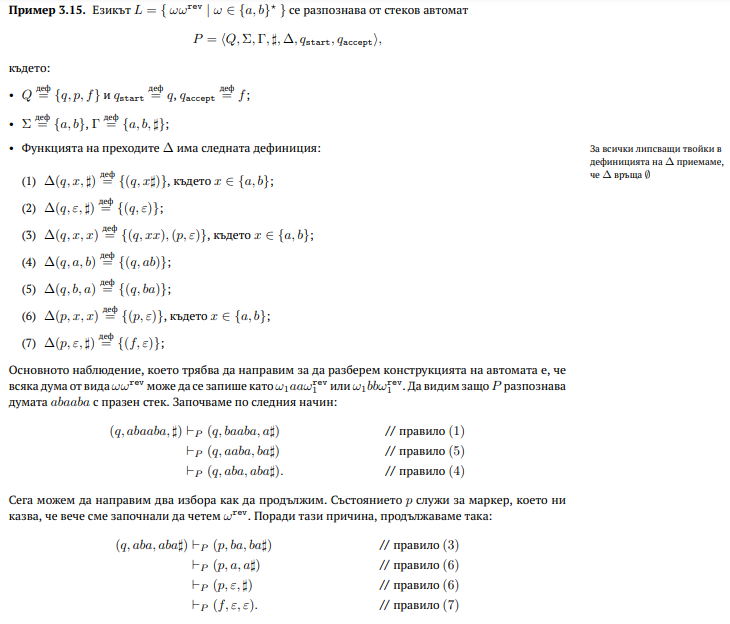 Пример 3.15. Езикът L = { ωω^rev | ω ∈ {a, b}* } се разпознава от стеков автомат
P = ⟨Q, Σ, Γ, ♯, Δ, q_start, q_accept⟩,
където:
• Q ≝ {q, p, f} и q_start ≝ q, q_accept ≝ f;
• Σ ≝ {a, b}, Γ ≝ {a, b, ♯};
• Функцията на преходите Δ има следната дефиниция:
За всички липсващи твойки в
дефиницията на Δ приемаме,
че Δ връща ∅
(1) Δ(q, x, ♯) ≝ {(q, x♯)}, където x ∈ {a, b};
(2) Δ(q, ε, ♯) ≝ {(q, ε)};
(3) Δ(q, x, x) ≝ {(q, xx), (p, ε)}, където x ∈ {a, b};
(4) Δ(q, a, b) ≝ {(q, ab)};
(5) Δ(q, b, a) ≝ {(q, ba)};
(6) Δ(p, x, x) ≝ {(p, ε)}, където x ∈ {a, b};
(7) Δ(p, ε, ♯) ≝ {(f, ε)};
Основното наблюдение, което трябва да направим за да разберем конструкцията на автомата е, че
всяка дума от вида ωω^rev може да се запише като ω₁aaω₁^rev или ω₁bbω₁^rev. Да видим защо P разпознава
думата abaaba с празен стек. Започваме по следния начин:
(q, abaaba, ♯) ⊢_P (q, baaba, a♯) // правило (1)
⊢_P (q, aaba, ba♯) // правило (5)
⊢_P (q, aba, aba♯). // правило (4)
Сега можем да направим два избора как да продължим. Състоянието p служи за маркер, което ни
казва, че вече сме започнали да четем ω^rev. Поради тази причина, продължаваме така:
(q, aba, aba♯) ⊢_P (p, ba, ba♯) // правило (3)
⊢_P (p, a, a♯) // правило (6)
⊢_P (p, ε, ♯) // правило (6)
⊢_P (f, ε, ε). // правило (7)